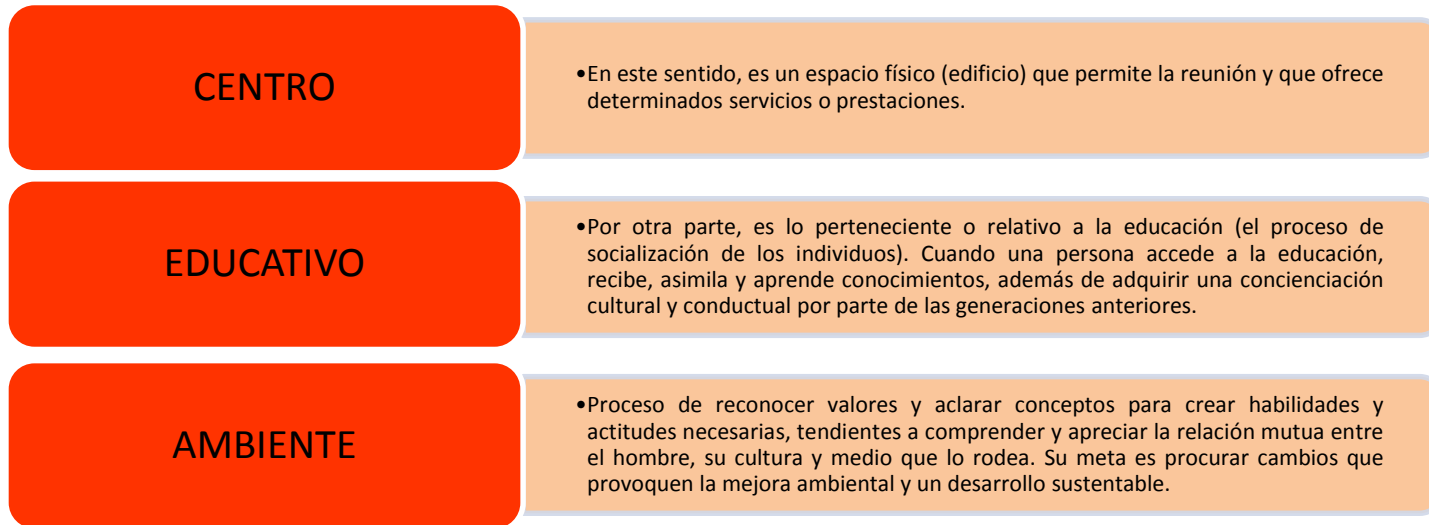 CENTRO
•En este sentido, es un espacio físico (edificio) que permite la reunión y que ofrece
determinados servicios o prestaciones.
EDUCATIVO
•Por otra parte, es lo perteneciente o relativo a la educación (el proceso de
socialización de los individuos). Cuando una persona accede a la educación,
recibe, asimila y aprende conocimientos, además de adquirir una concienciación
cultural y conductual por parte de las generaciones anteriores.
AMBIENTE
•Proceso de reconocer valores y aclarar conceptos para crear habilidades y
actitudes necesarias, tendientes a comprender y apreciar la relación mutua entre
el hombre, su cultura y medio que lo rodea. Su meta es procurar cambios que
provoquen la mejora ambiental y un desarrollo sustentable.